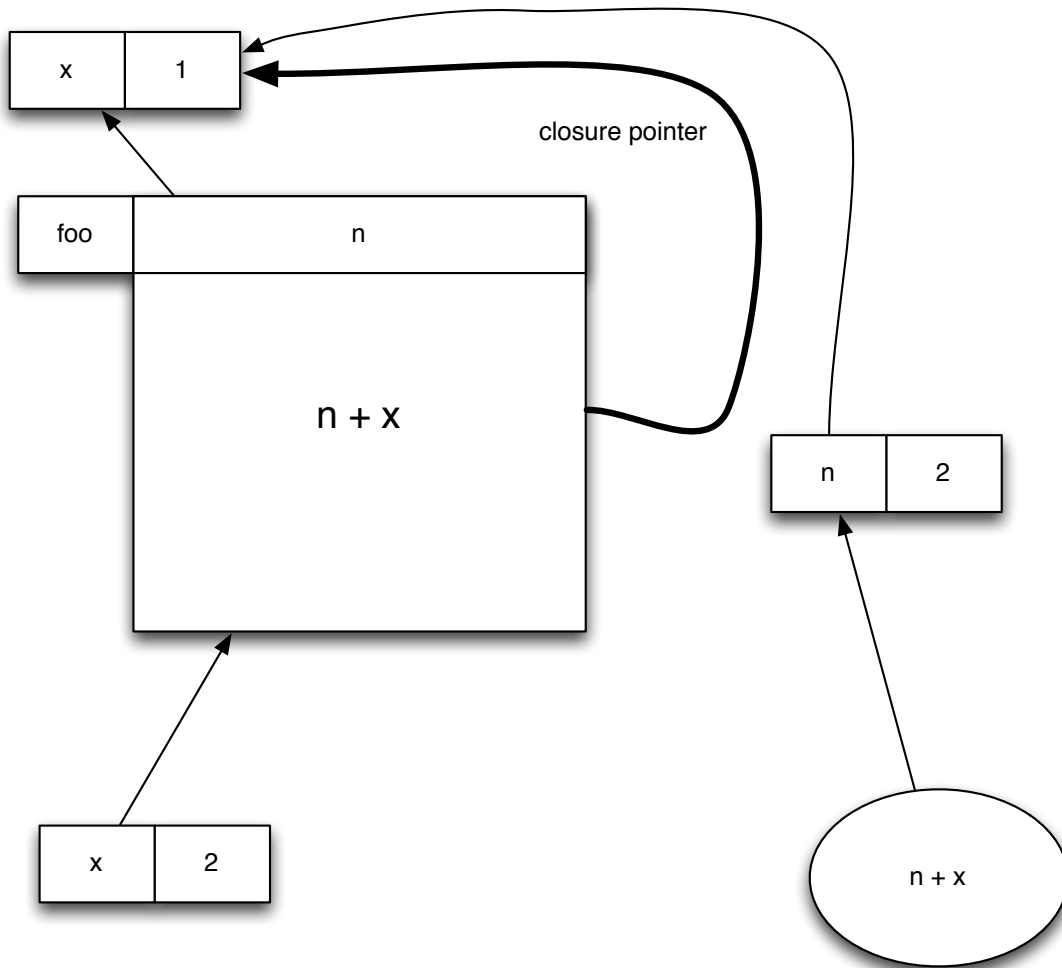 x 1
closure pointer
foo n
n + x
n 2
x 2
n + x